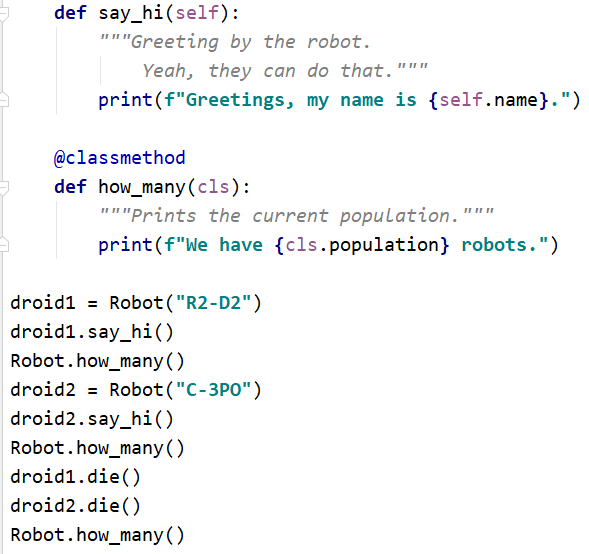 def say_hi(self):
        """Greeting by the robot.
            Yeah, they can do that."""
        print(f"Greetings, my name is {self.name}.")

    @classmethod
    def how_many(cls):
        """Prints the current population."""
        print(f"We have {cls.population} robots.")

droid1 = Robot("R2-D2")
droid1.say_hi()
Robot.how_many()
droid2 = Robot("C-3PO")
droid2.say_hi()
Robot.how_many()
droid1.die()
droid2.die()
Robot.how_many()